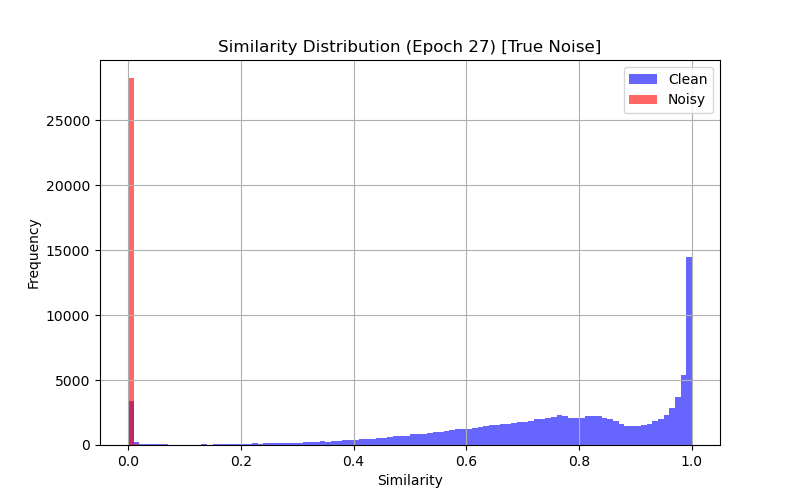 Similarity Distribution (Epoch 27) [True Noise]
Clean
Noisy
Frequency
25000
20000
15000
10000
5000
0
0.0 0.2 0.4 0.6 0.8 1.0
Similarity